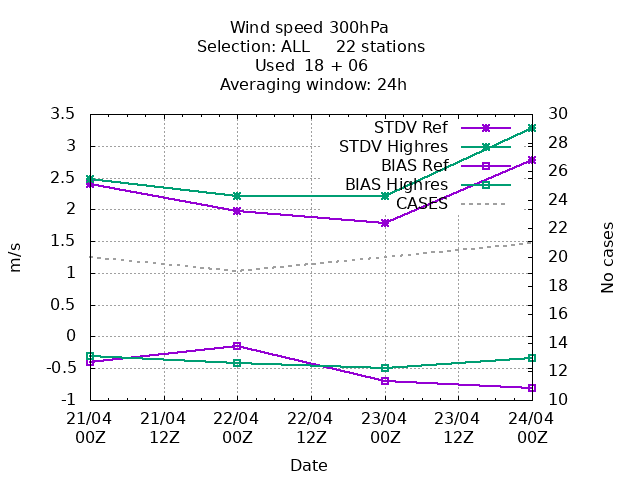 Wind speed 300hPa
Selection: ALL 22 stations
Used 18 + 06
Averaging window: 24h
3.5
3
2.5
2
1.5
1
0.5
0
-0.5
-1
m/s
30
28
26
24
22
20
18
16
14
12
10
No cases
STDV Ref
STDV Highres
BIAS Ref
BIAS Highres
CASES
21/04 21/04 22/04 22/04 23/04 23/04 24/04
00Z 12Z 00Z 12Z 00Z 12Z 00Z
Date